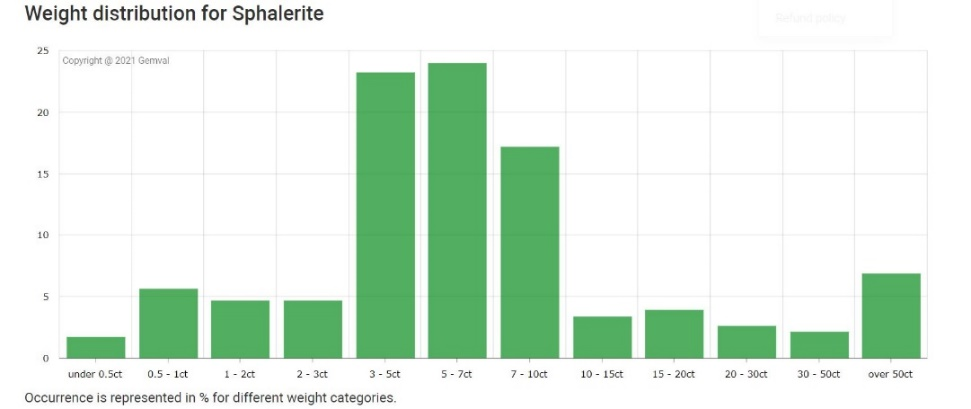 Weight distribution for Sphalerite
Refund policy
25
Copyright @ 2021 Gemval
20
15
10
5
0
under 0.5ct 0.5 - 1ct 1 - 2ct 2 - 3ct 3 - 5ct 5 - 7ct 7 - 10ct 10 - 15ct 15 - 20ct 20 - 30ct 30 - 50ct over 50ct
Occurrence is represented in % for different weight categories.